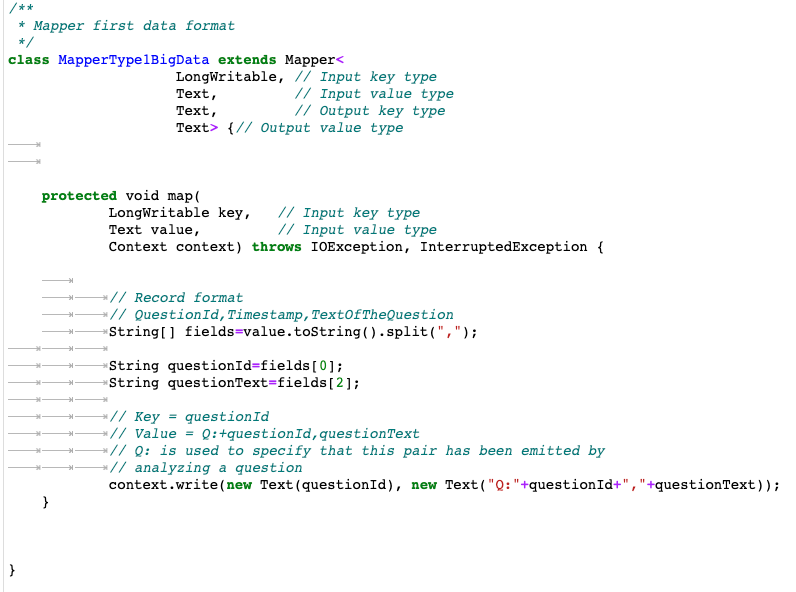 /**
 * Mapper first data format
 */
class MapperType1BigData extends Mapper<
                    LongWritable, // Input key type
                    Text,         // Input value type
                    Text,         // Output key type
                    Text> {// Output value type
    protected void map(
            LongWritable key,   // Input key type
            Text value,         // Input value type
            Context context) throws IOException, InterruptedException {
            // Record format
            // QuestionId,Timestamp,TextOfTheQuestion
            String[] fields=value.toString().split(",");
            String questionId=fields[0];
            String questionText=fields[2];
            // Key = questionId
            // Value = Q:+questionId,questionText
            // Q: is used to specify that this pair has been emitted by
            // analyzing a question
            context.write(new Text(questionId), new Text("Q:"+questionId+","+questionText));
    }
}